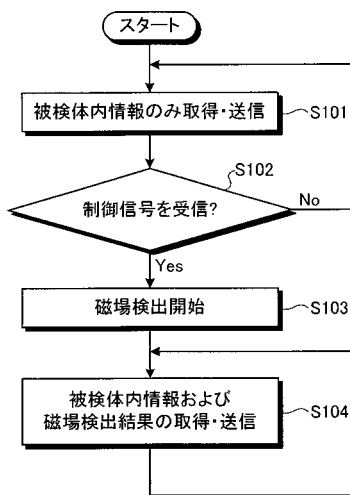 スタート
被検体内情報のみ取得・送信
S101
S102
制御信号を受信?
No
Yes
磁場検出開始
S103
被検体内情報および
磁場検出結果の取得・送信
S104